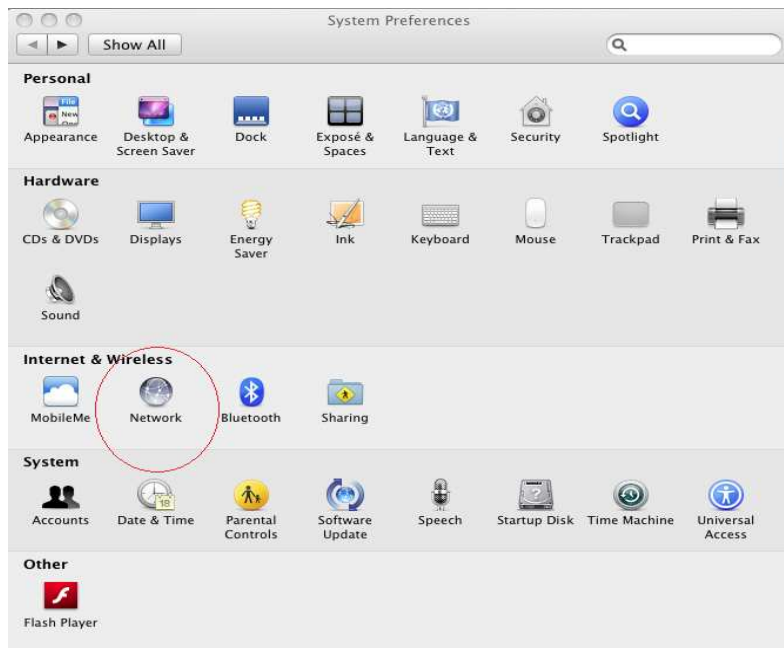 System Preferences
Show All
Personal
Appearance Desktop & Screen Saver Dock Exposé & Spaces Language & Text Security Spotlight
Hardware
CDs & DVDs Displays Energy Saver Ink Keyboard Mouse Trackpad Print & Fax
Sound
Internet & Wireless
MobileMe Network Bluetooth Sharing
System
18
Accounts Date & Time Parental Controls Software Update Speech Startup Disk Time Machine Universal Access
Other
Flash Player